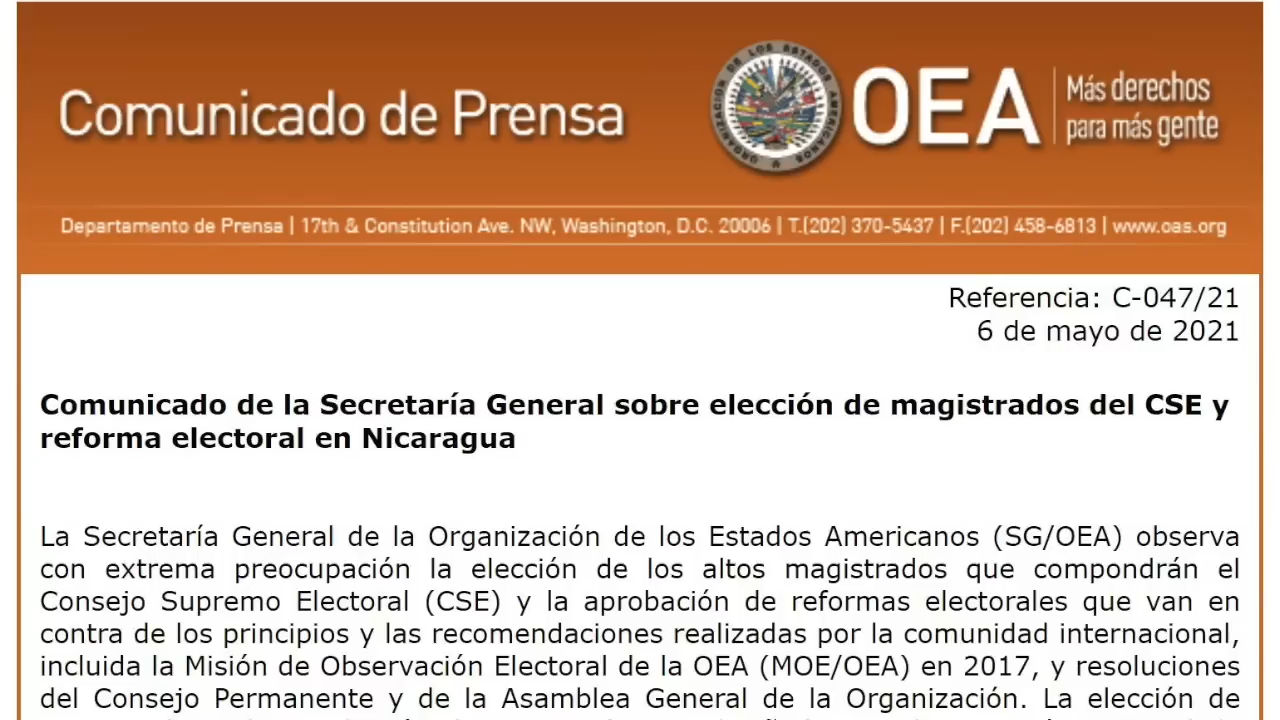 Comunicado de Prensa
ORGANIZACIÓN DE LOS ESTADOS AMERICANOS
OEA
Más derechos
para más gente
Departamento de Prensa | 17th & Constitution Ave. NW, Washington, D.C. 20006 | T.(202) 370-5437 | F.(202) 458-6813 | www.oas.org
Referencia: C-047/21
6 de mayo de 2021
Comunicado de la Secretaría General sobre elección de magistrados del CSE y
reforma electoral en Nicaragua
La Secretaría General de la Organización de los Estados Americanos (SG/OEA) observa
con extrema preocupación la elección de los altos magistrados que compondrán el
Consejo Supremo Electoral (CSE) y la aprobación de reformas electorales que van en
contra de los principios y las recomendaciones realizadas por la comunidad internacional,
incluida la Misión de Observación Electoral de la OEA (MOE/OEA) en 2017, y resoluciones
del Consejo Permanente y de la Asamblea General de la Organización. La elección de